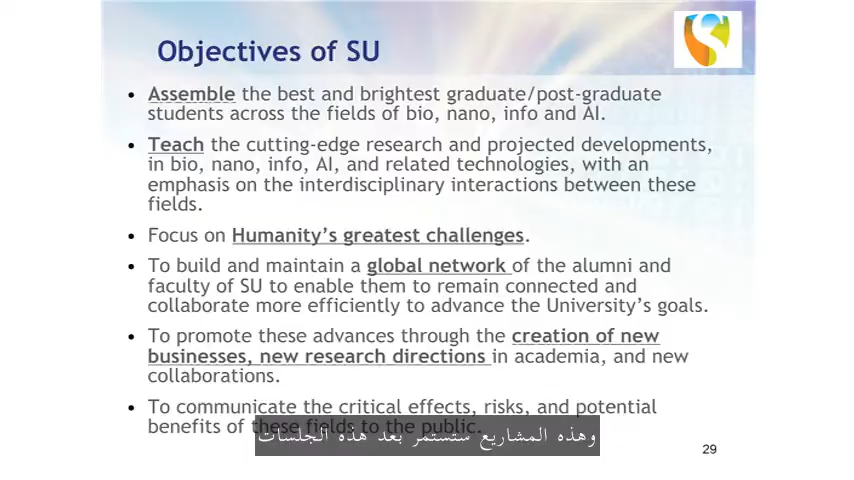 Objectives of SU
• Assemble the best and brightest graduate/post-graduate
students across the fields of bio, nano, info and AI.
• Teach the cutting-edge research and projected developments,
in bio, nano, info, AI, and related technologies, with an
emphasis on the interdisciplinary interactions between these
fields.
• Focus on Humanity’s greatest challenges.
• To build and maintain a global network of the alumni and
faculty of SU to enable them to remain connected and
collaborate more efficiently to advance the University’s goals.
• To promote these advances through the creation of new
businesses, new research directions in academia, and new
collaborations.
• To communicate the critical effects, risks, and potential
benefits of these fields to the public.
وهذه المشاريع ستستمر بعد هذه الجلسات
29